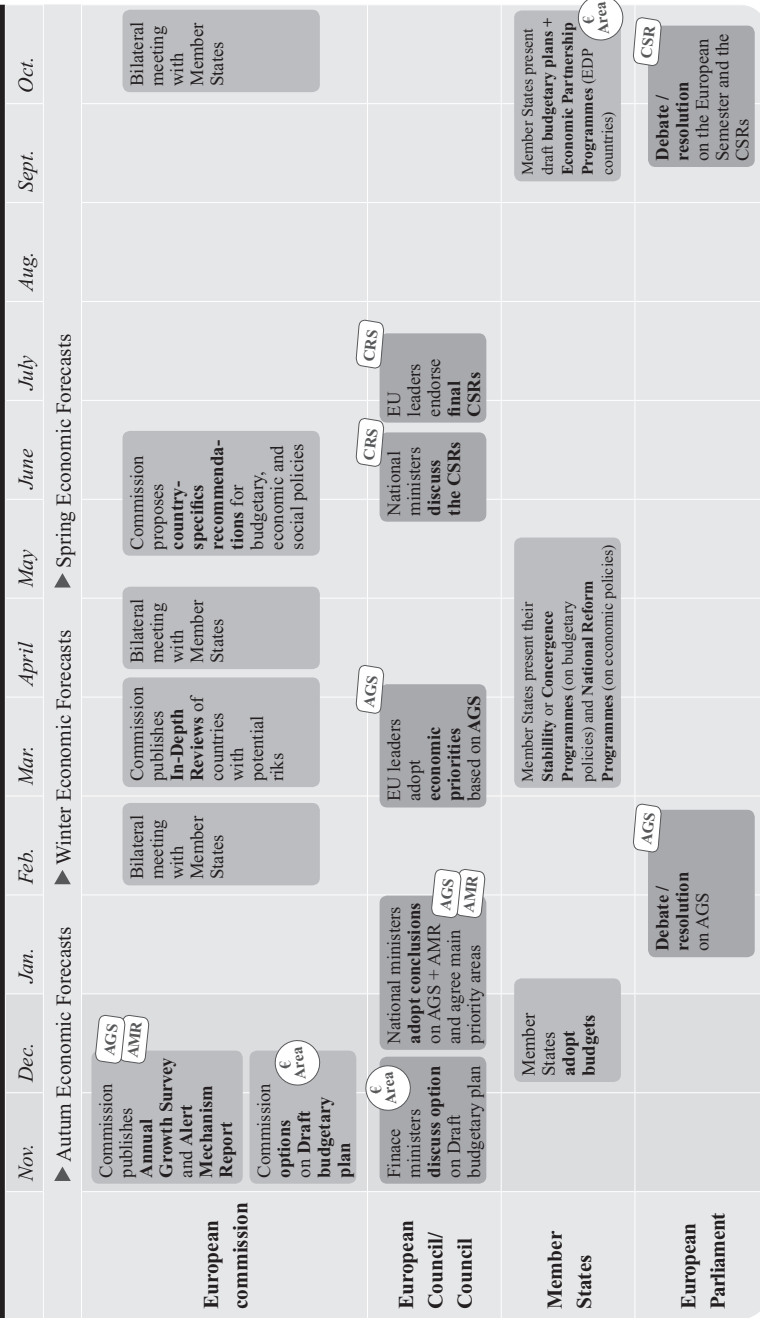 Nov.
Dec.
Jan.
Feb.
Mar.
April
May
June
July
Aug.
Sept.
Oct.
▶ Autum Economic Forecasts
▶ Winter Economic Forecasts
▶ Spring Economic Forecasts
European
commission
Commission
publishes
Annual
Growth Survey
and Alert
Mechanism
Report
AGS
AMR
Commission
options
on Draft
budgetary
plan
€
Area
Bilateral
meeting
with
Member
States
Commission
publishes
In-Depth
Reviews of
countries
with
potential
riks
Bilateral
meeting
with
Member
States
Commission
proposes
country-
specifics
recommenda-
tions for
budgetary,
economic and
social policies
Bilateral
meeting
with
Member
States
European
Council/
Council
Finace
ministers
discuss option
on Draft
budgetary plan
€
Area
National ministers
adopt conclusions
on AGS + AMR
and agree main
priority areas
AGS
AMR
EU leaders
adopt
economic
priorities
based on AGS
AGS
National
ministers
discuss
the CSRs
CRS
EU
leaders
endorse
final
CSRs
CRS
Member
States
Member
States
adopt
budgets
Member States present their
Stabillity or Concergence
Programmes (on budgetary
policies) and National Reform
Programmes (on economic policies)
Member States present
draft budgetary plans +
Economic Partnership
Programmes (EDP
countries)
€
Area
European
Parliament
Debate /
resolution
on AGS
AGS
Debate /
resolution
on the European
Semester and the
CSRs
CSR